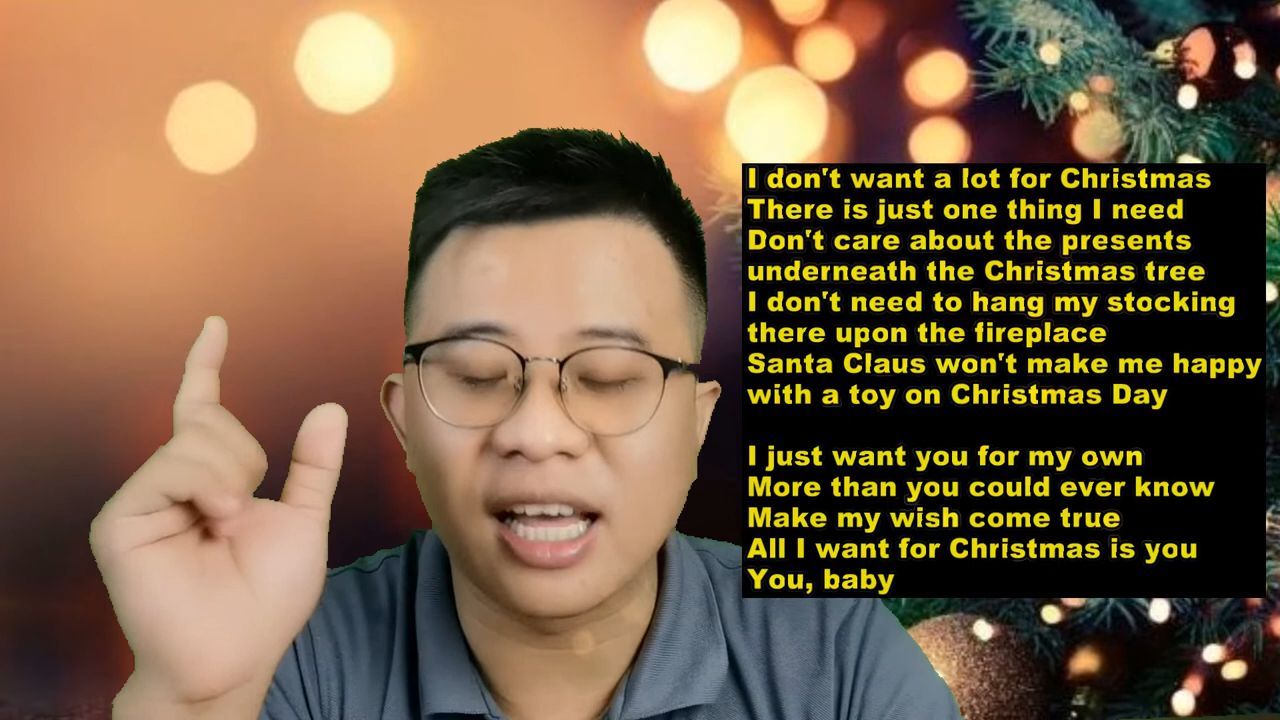 I don't want a lot for Christmas
There is just one thing I need
Don't care about the presents
underneath the Christmas tree
I don't need to hang my stocking
there upon the fireplace
Santa Claus won't make me happy
with a toy on Christmas Day

I just want you for my own
More than you could ever know
Make my wish come true
All I want for Christmas is you
You, baby